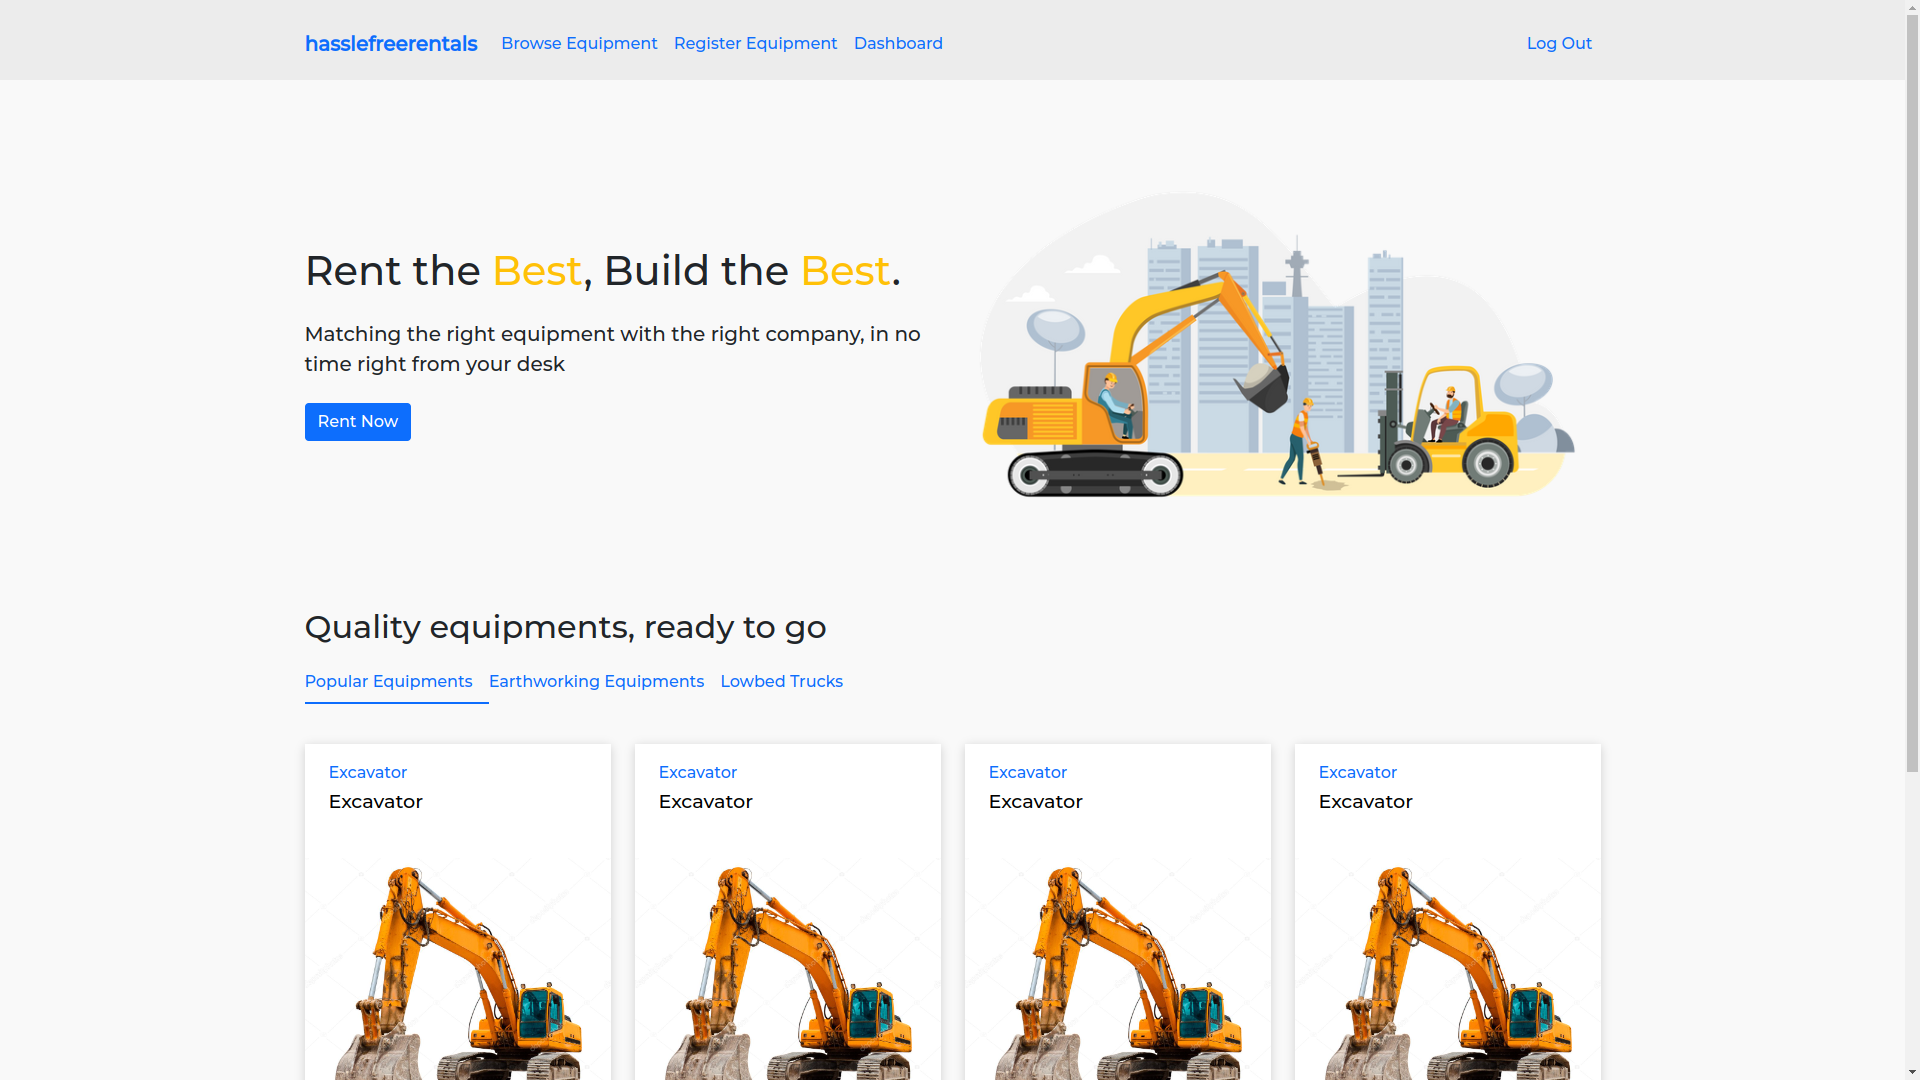 hasslefreerentals Browse Equipment Register Equipment Dashboard Log Out
Rent the Best, Build the Best.
Matching the right equipment with the right company, in no
time right from your desk
Rent Now
Quality equipments, ready to go
Popular Equipments Earthworking Equipments Lowbed Trucks
Excavator
Excavator
Excavator
Excavator
Excavator
Excavator
Excavator
Excavator